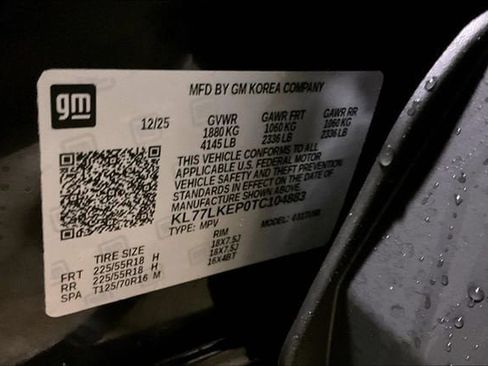 gm
MFD BY GM KOREA COMPANY
12/25 GVWR GAWR FRT GAWR RR
1880 KG 1060 KG 1060 KG
4145 LB 2336 LB 2336 LB
THIS VEHICLE CONFORMS TO ALL
APPLICABLE U.S. FEDERAL MOTOR
VEHICLE SAFETY AND THEFT PREVENTION
STANDARDS IN EFFECT ON THE DATE OF
MANUFACTURE SHOWN ABOVE.
KL77LKEP0TC104883
TYPE: MPV MODEL:
TIRE SIZE RIM
FRT 225/55R18 H 18X7.5J
RR 225/55R18 H 18X7.5J
SPA T125/70R16 M 16X4BT